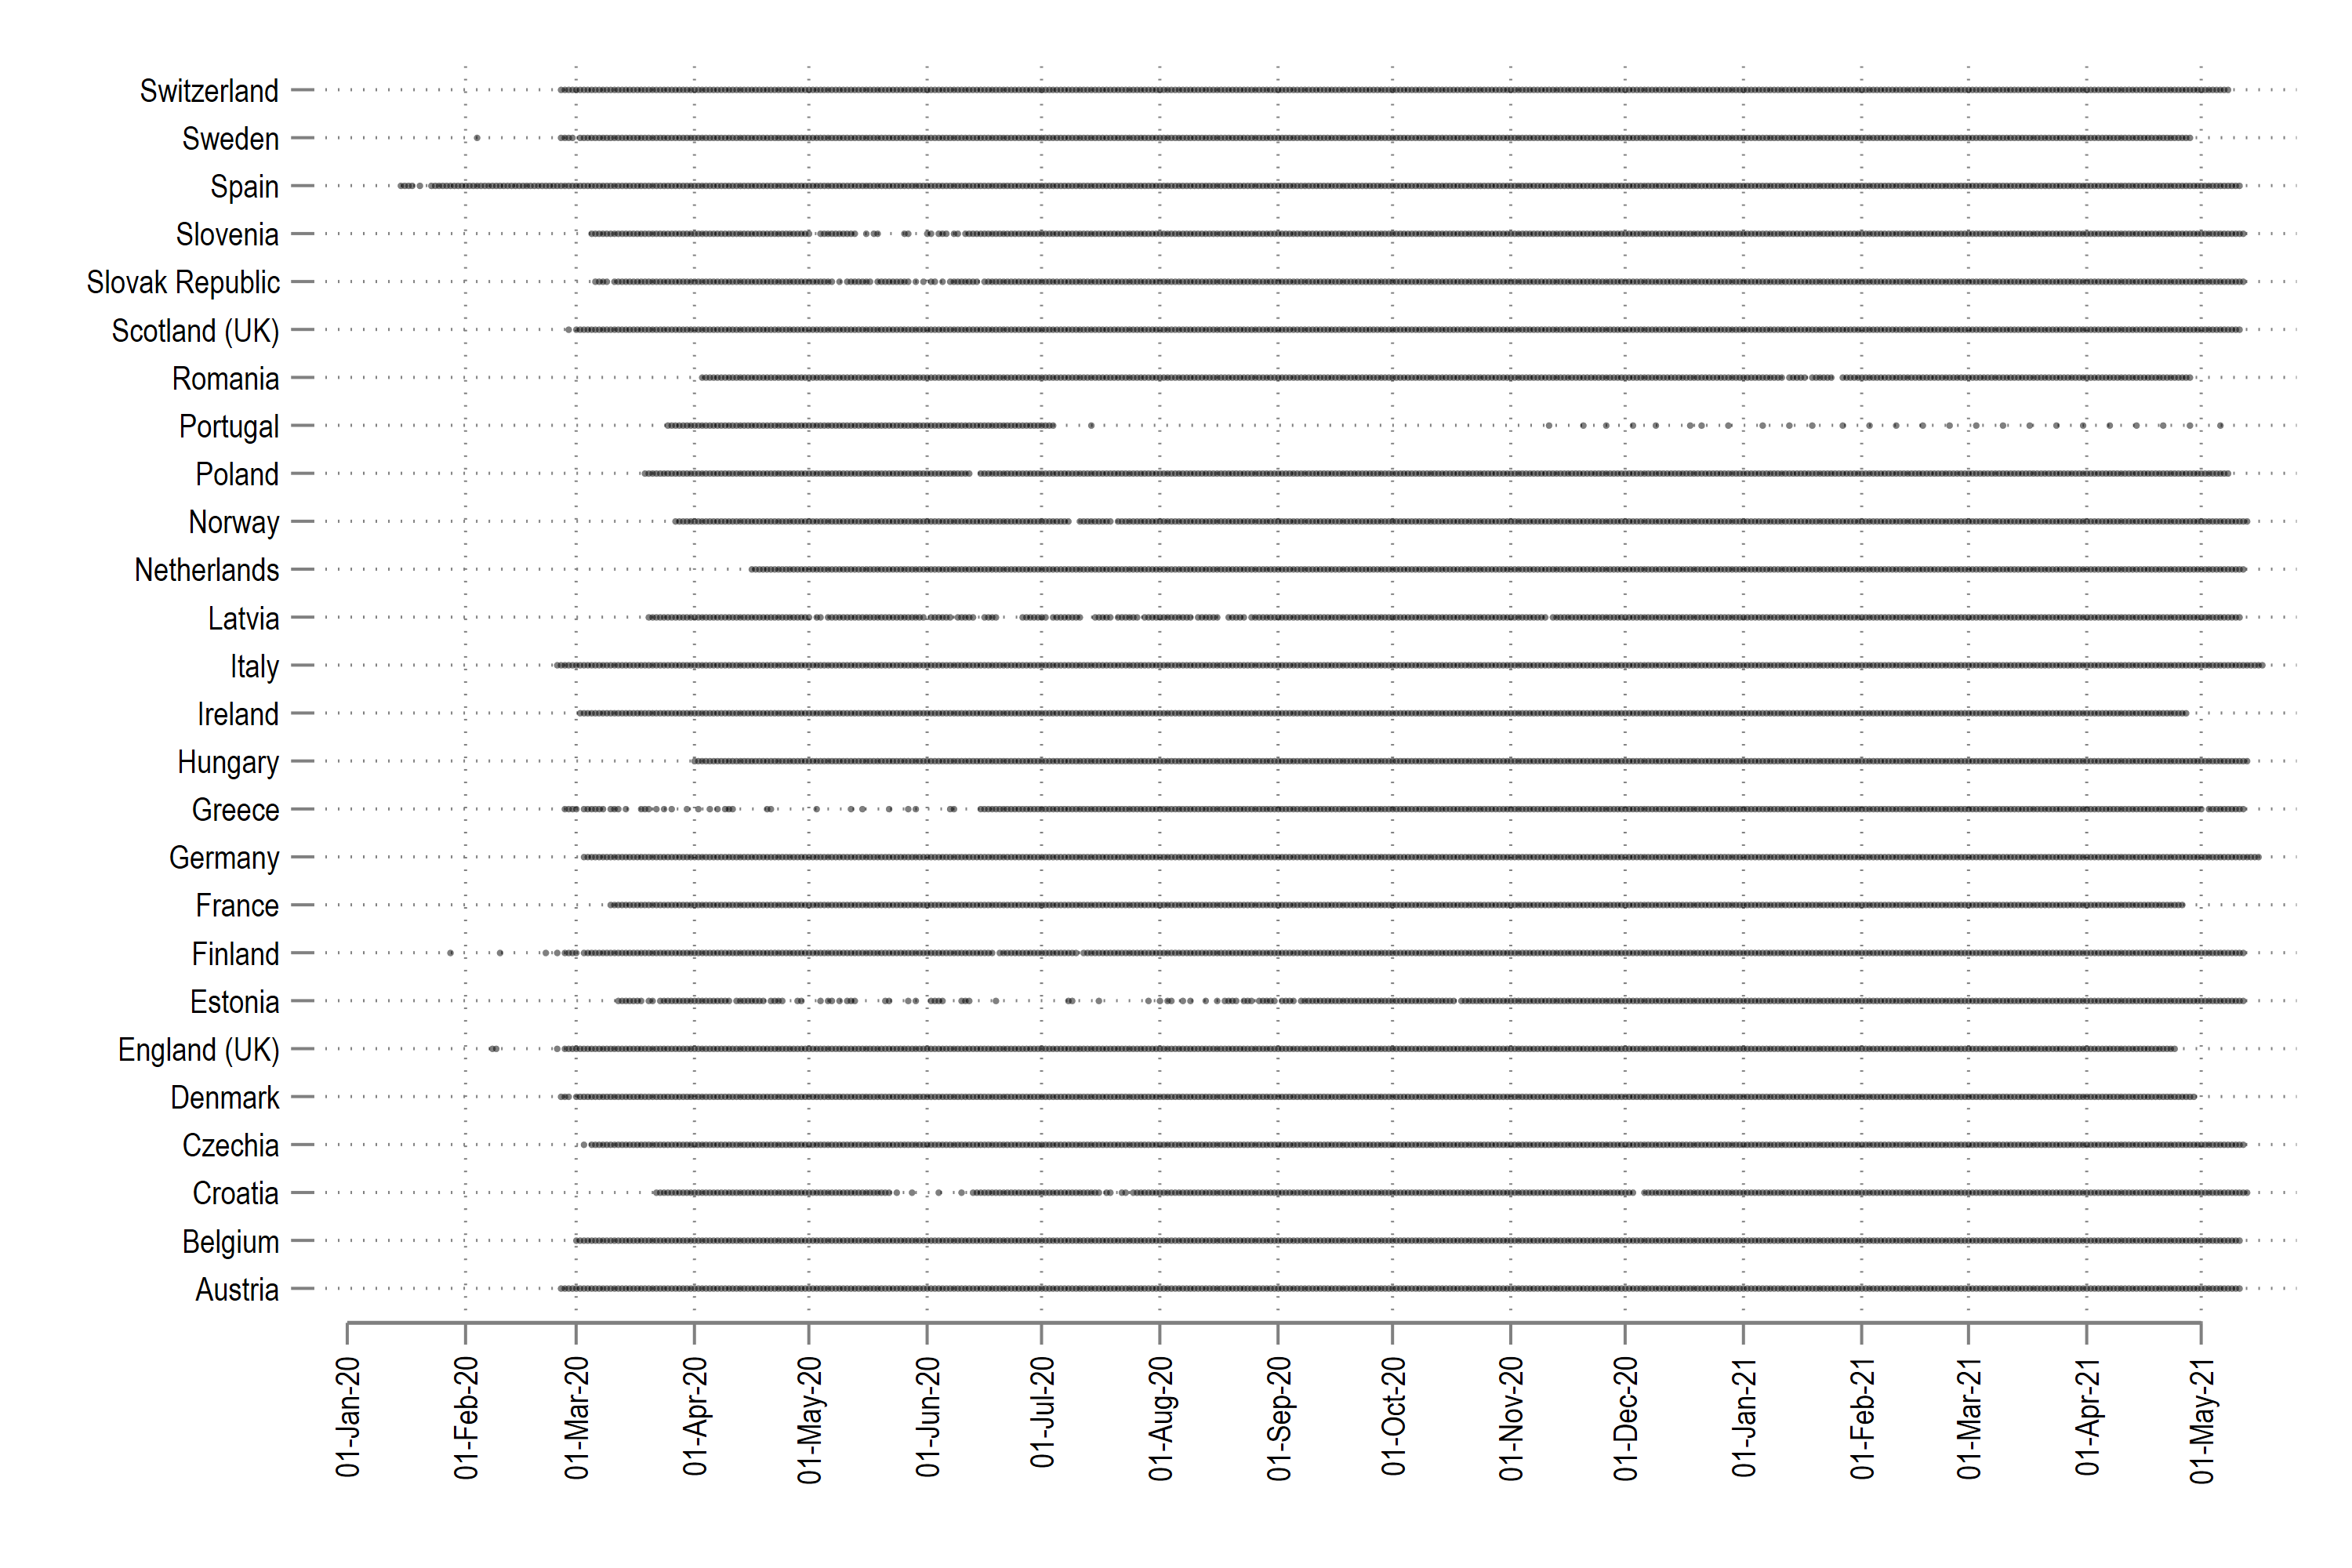 Switzerland
Sweden
Spain
Slovenia
Slovak Republic
Scotland (UK)
Romania
Portugal
Poland
Norway
Netherlands
Latvia
Italy
Ireland
Hungary
Greece
Germany
France
Finland
Estonia
England (UK)
Denmark
Czechia
Croatia
Belgium
Austria
01-Jan-20
01-Feb-20
01-Mar-20
01-Apr-20
01-May-20
01-Jun-20
01-Jul-20
01-Aug-20
01-Sep-20
01-Oct-20
01-Nov-20
01-Dec-20
01-Jan-21
01-Feb-21
01-Mar-21
01-Apr-21
01-May-21